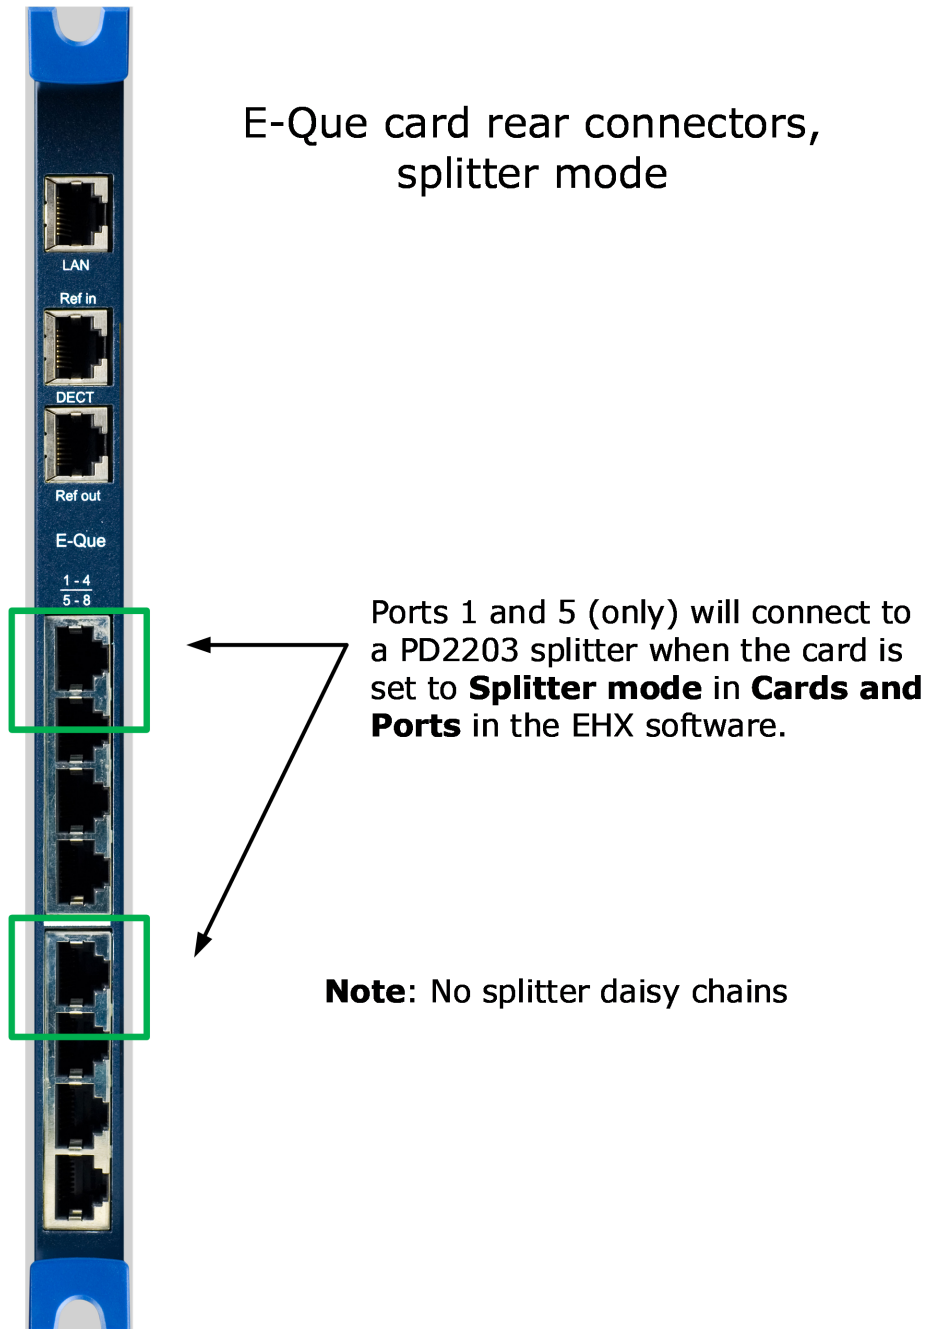 E-Que card rear connectors,
splitter mode
LAN
Ref in
DECT
Ref out
E-Que
1 - 4
5 - 8
Ports 1 and 5 (only) will connect to
a PD2203 splitter when the card is
set to Splitter mode in Cards and
Ports in the EHX software.
Note: No splitter daisy chains